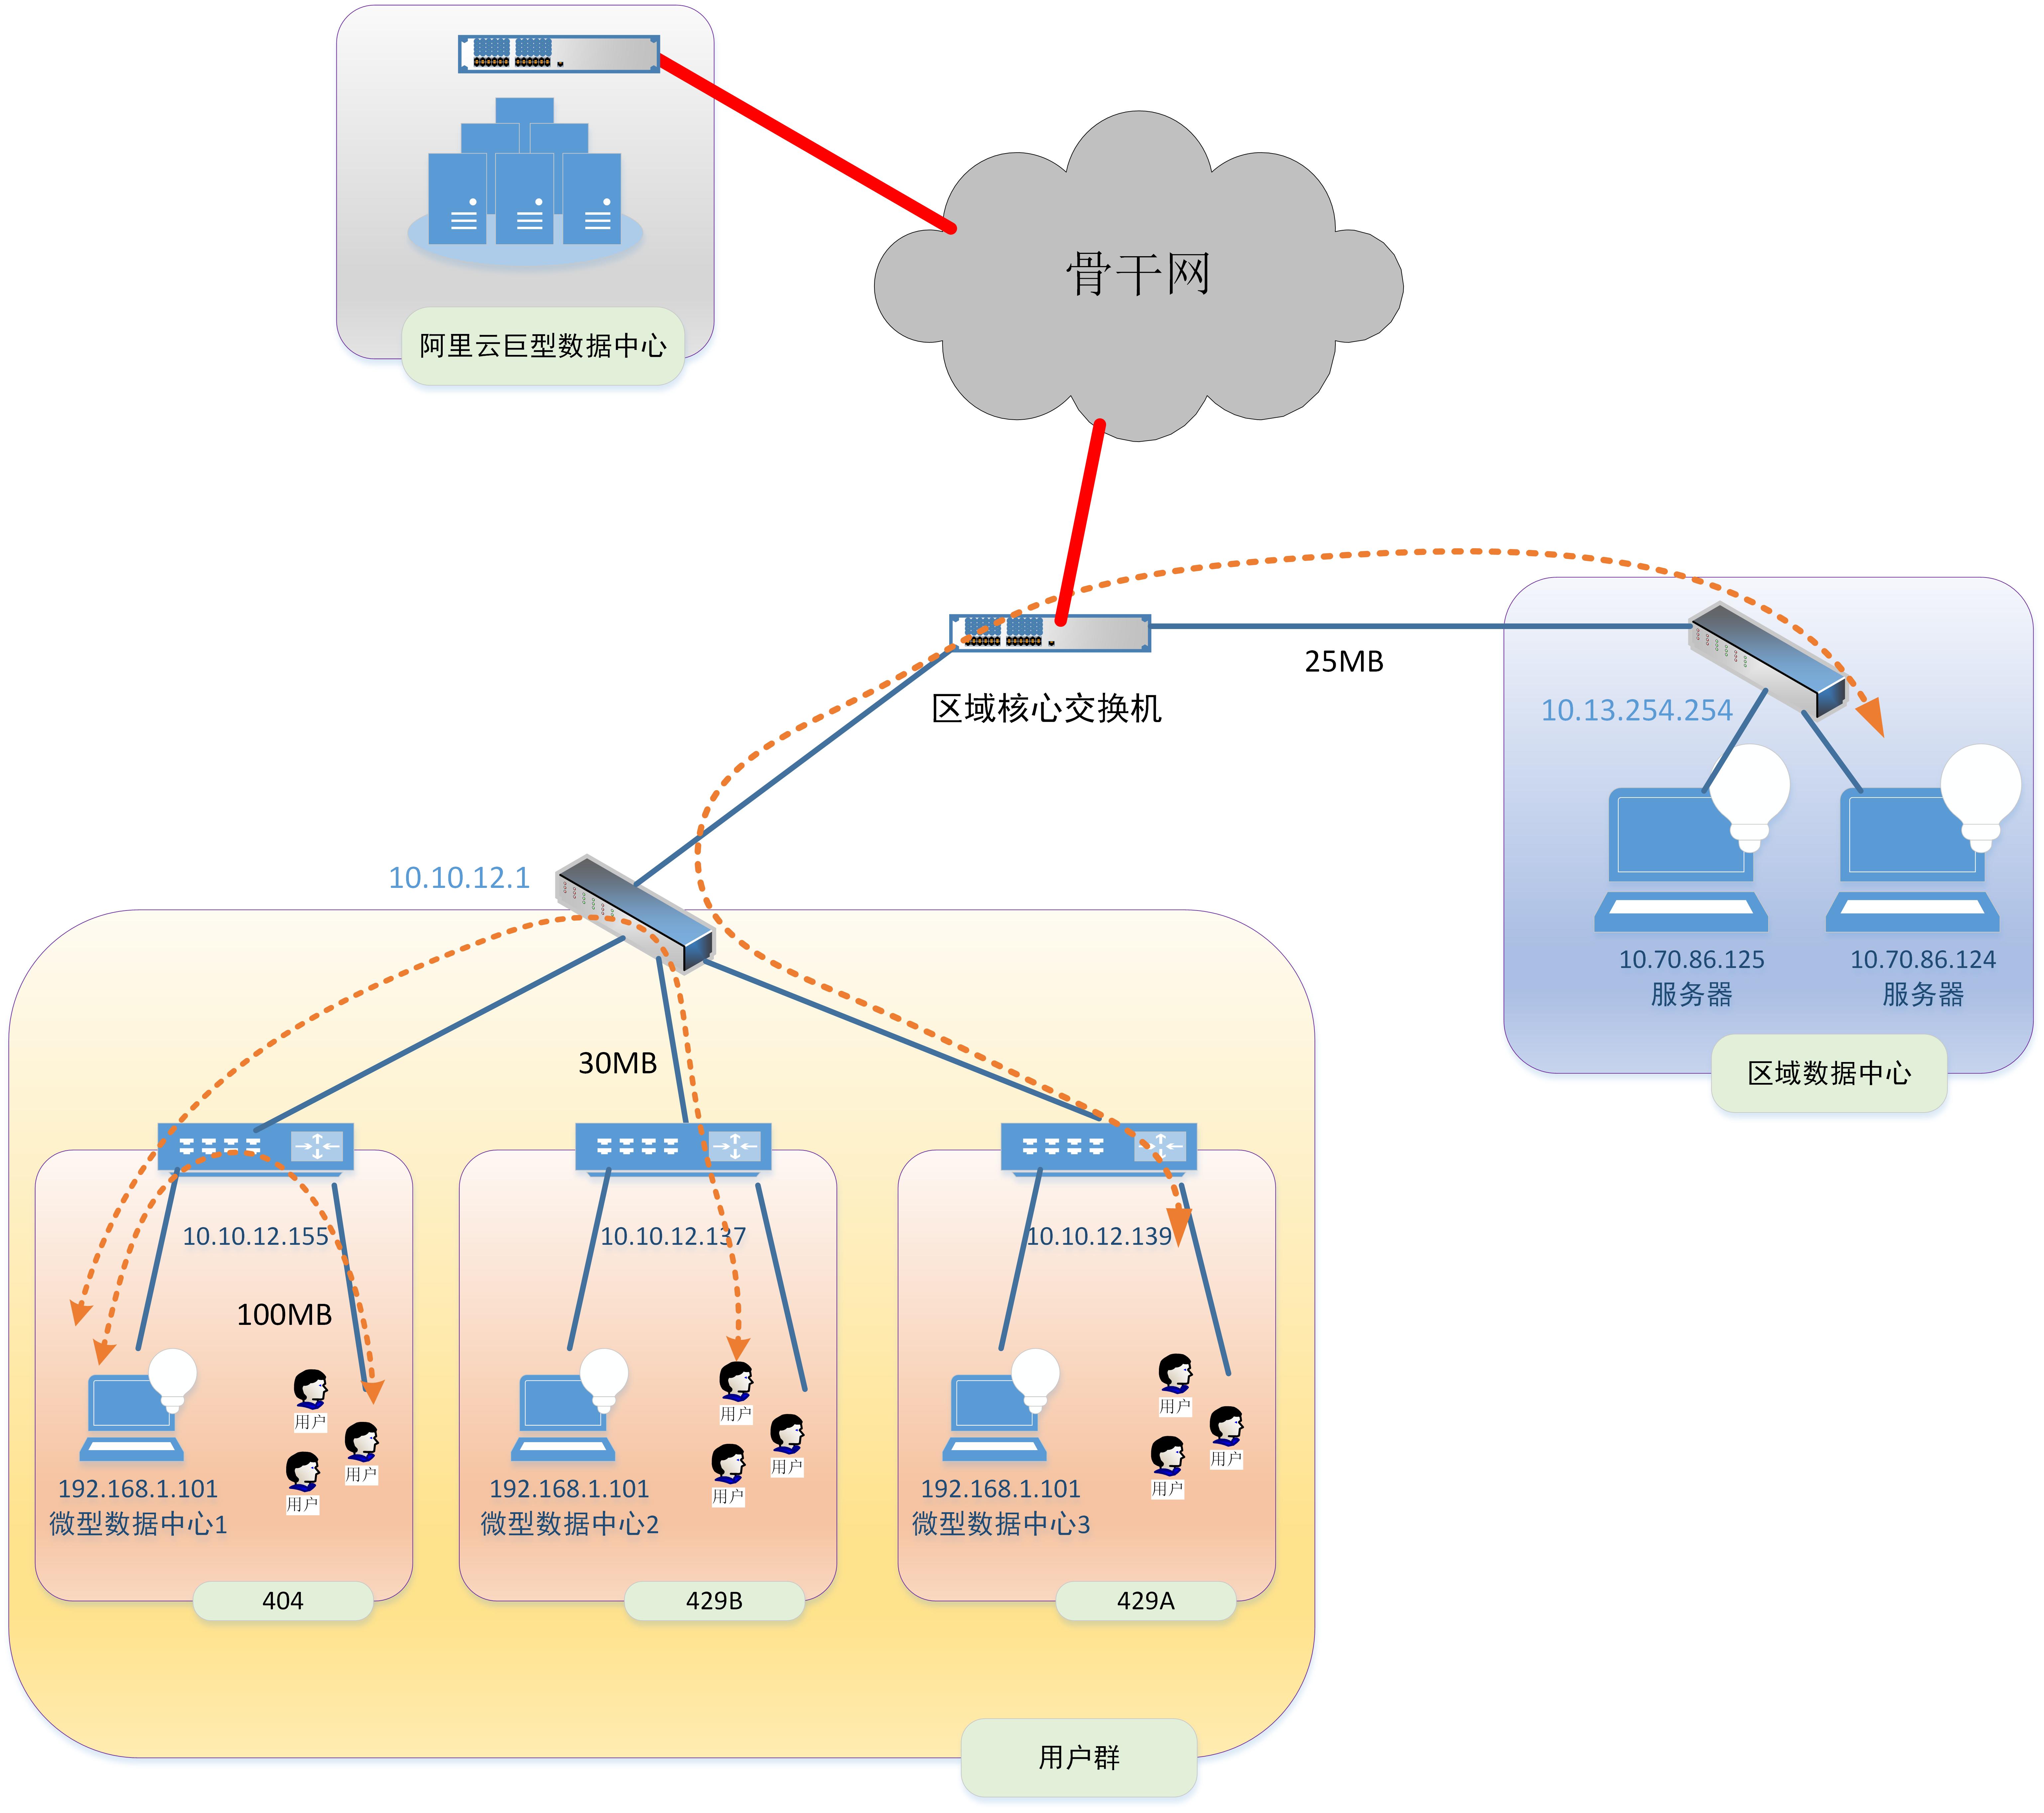 阿里云巨型数据中心
骨干网
区域核心交换机
25MB
10.13.254.254
10.70.86.125
服务器
10.70.86.124
服务器
区域数据中心
10.10.12.1
30MB
10.10.12.155
100MB
用户
用户
用户
192.168.1.101
微型数据中心1
404
10.10.12.137
用户
用户
用户
192.168.1.101
微型数据中心2
429B
10.10.12.139
用户
用户
用户
192.168.1.101
微型数据中心3
429A
用户群